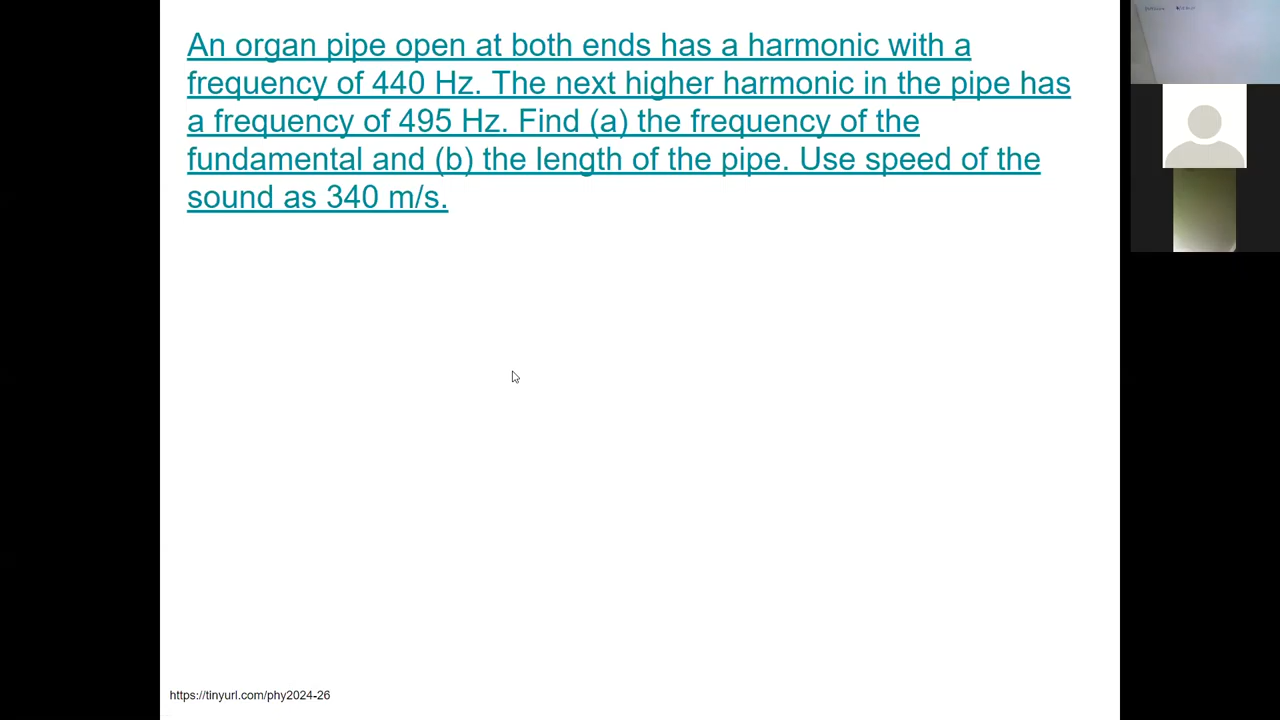 An organ pipe open at both ends has a harmonic with a
frequency of 440 Hz. The next higher harmonic in the pipe has
a frequency of 495 Hz. Find (a) the frequency of the
fundamental and (b) the length of the pipe. Use speed of the
sound as 340 m/s.
https://tinyurl.com/phy2024-26